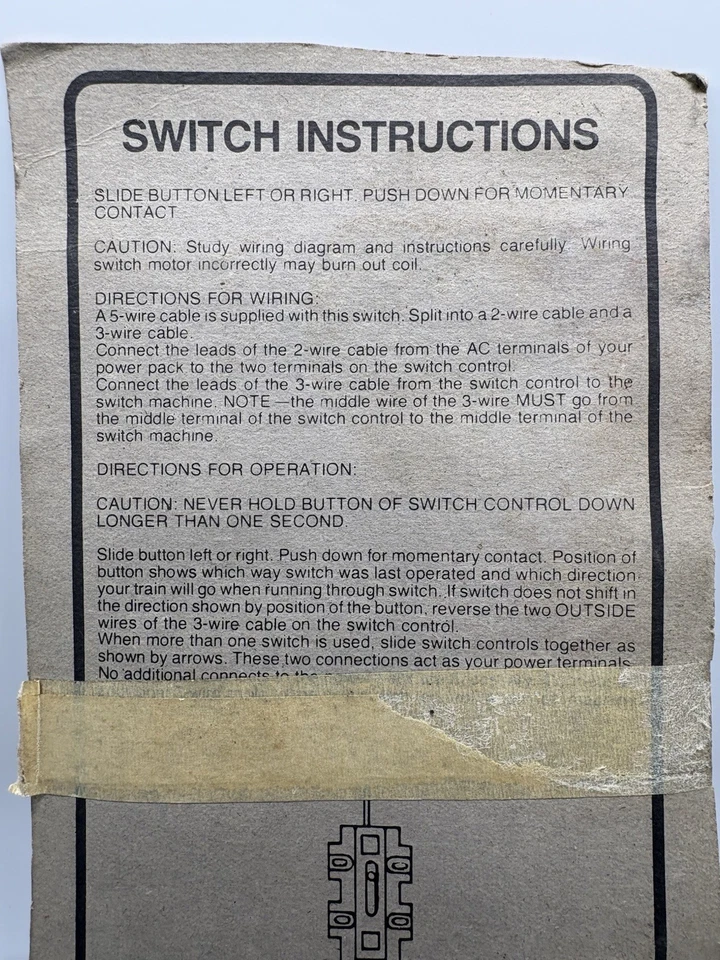 SWITCH INSTRUCTIONS
SLIDE BUTTON LEFT OR RIGHT. PUSH DOWN FOR MOMENTARY
CONTACT
CAUTION: Study wiring diagram and instructions carefully. Wiring
switch motor incorrectly may burn out coil.
DIRECTIONS FOR WIRING:
A 5-wire cable is supplied with this switch. Split into a 2-wire cable and a
3-wire cable.
Connect the leads of the 2-wire cable from the AC terminals of your
power pack to the two terminals on the switch control.
Connect the leads of the 3-wire cable from the switch control to the
switch machine. NOTE—the middle wire of the 3-wire MUST go from
the middle terminal of the switch control to the middle terminal of the
switch machine.
DIRECTIONS FOR OPERATION:
CAUTION: NEVER HOLD BUTTON OF SWITCH CONTROL DOWN
LONGER THAN ONE SECOND.
Slide button left or right. Push down for momentary contact. Position of
button shows which way switch was last operated and which direction
your train will go when running through switch. If switch does not shift in
the direction shown by position of the button, reverse the two OUTSIDE
wires of the 3-wire cable on the switch control.
When more than one switch is used, slide switch controls together as
shown by arrows. These two connections act as your power terminals.
No additional connects to the